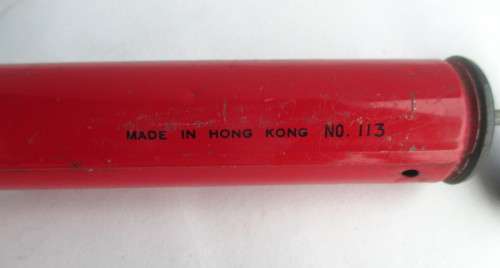 MADE IN HONG KONG NO. 113